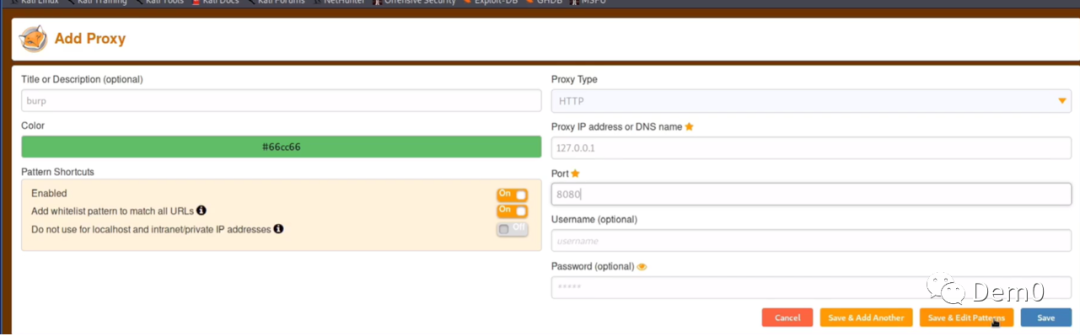 Kali Linux Kali Training Kali Tools Kali Docs Kali Forums NetHunter Offensive Security Exploit-DB GHDB MSFU
Add Proxy
Title or Description (optional)
burp
Color
#66cc66
Pattern Shortcuts
Enabled On
Add whitelist pattern to match all URLs On
Do not use for localhost and intranet/private IP addresses Off
Proxy Type
HTTP
Proxy IP address or DNS name
127.0.0.1
Port
8080
Username (optional)
username
Password (optional)
*****
Cancel Save & Add Another Save & Edit Patterns Save
Dem0